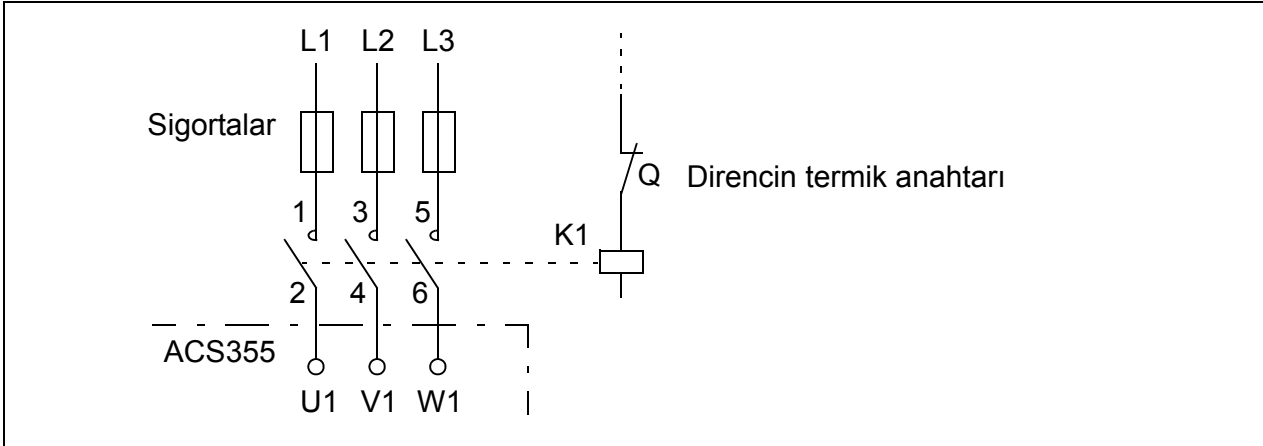 L1 L2 L3
Sigortalar
Q Direncin termik anahtarı
1 3 5
K1
2 4 6
ACS355
U1 V1 W1